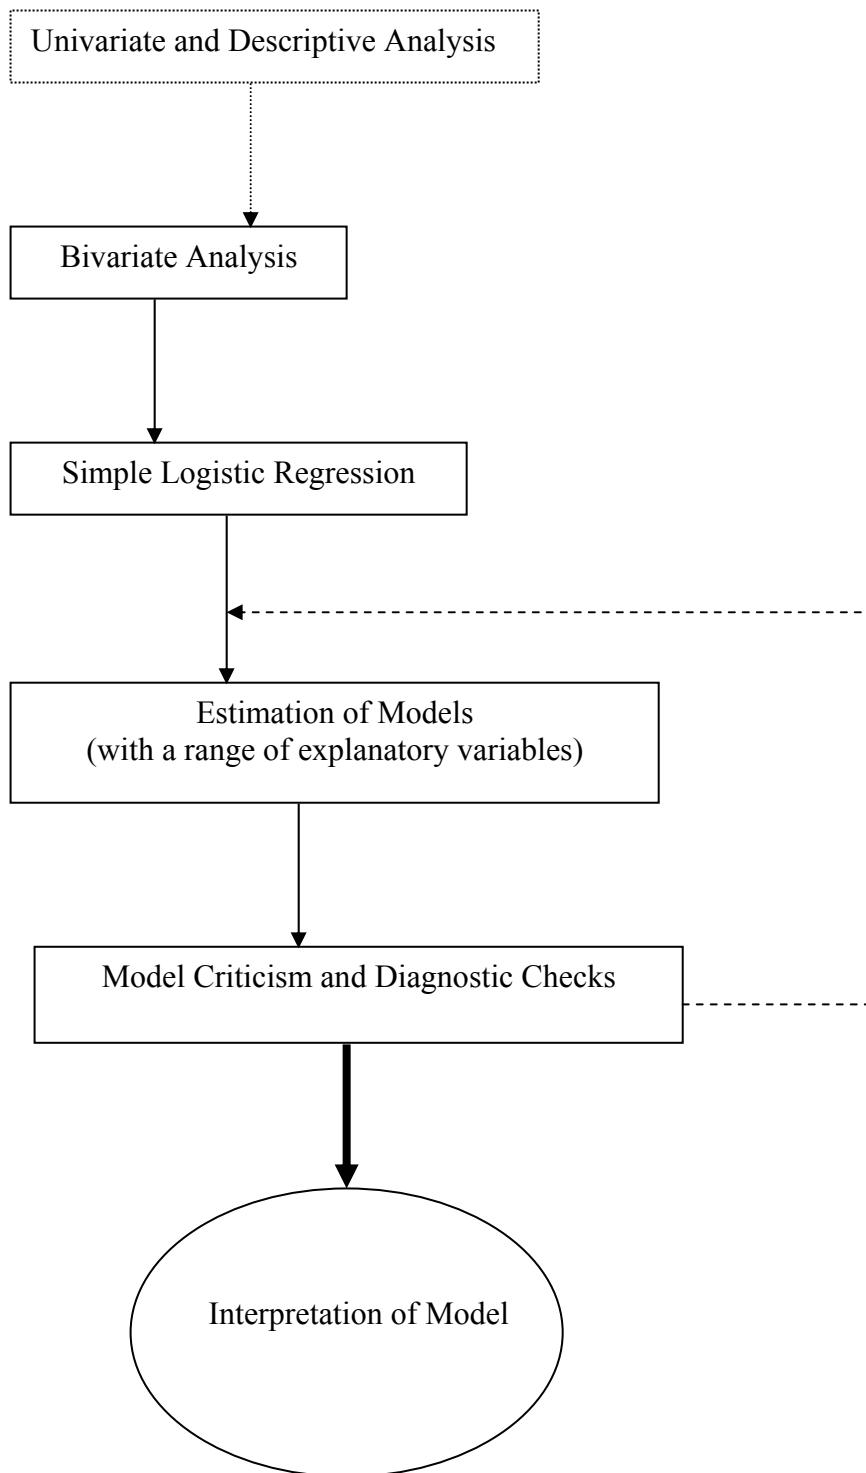 Univariate and Descriptive Analysis
Bivariate Analysis
Simple Logistic Regression
Estimation of Models
(with a range of explanatory variables)
Model Criticism and Diagnostic Checks
Interpretation of Model